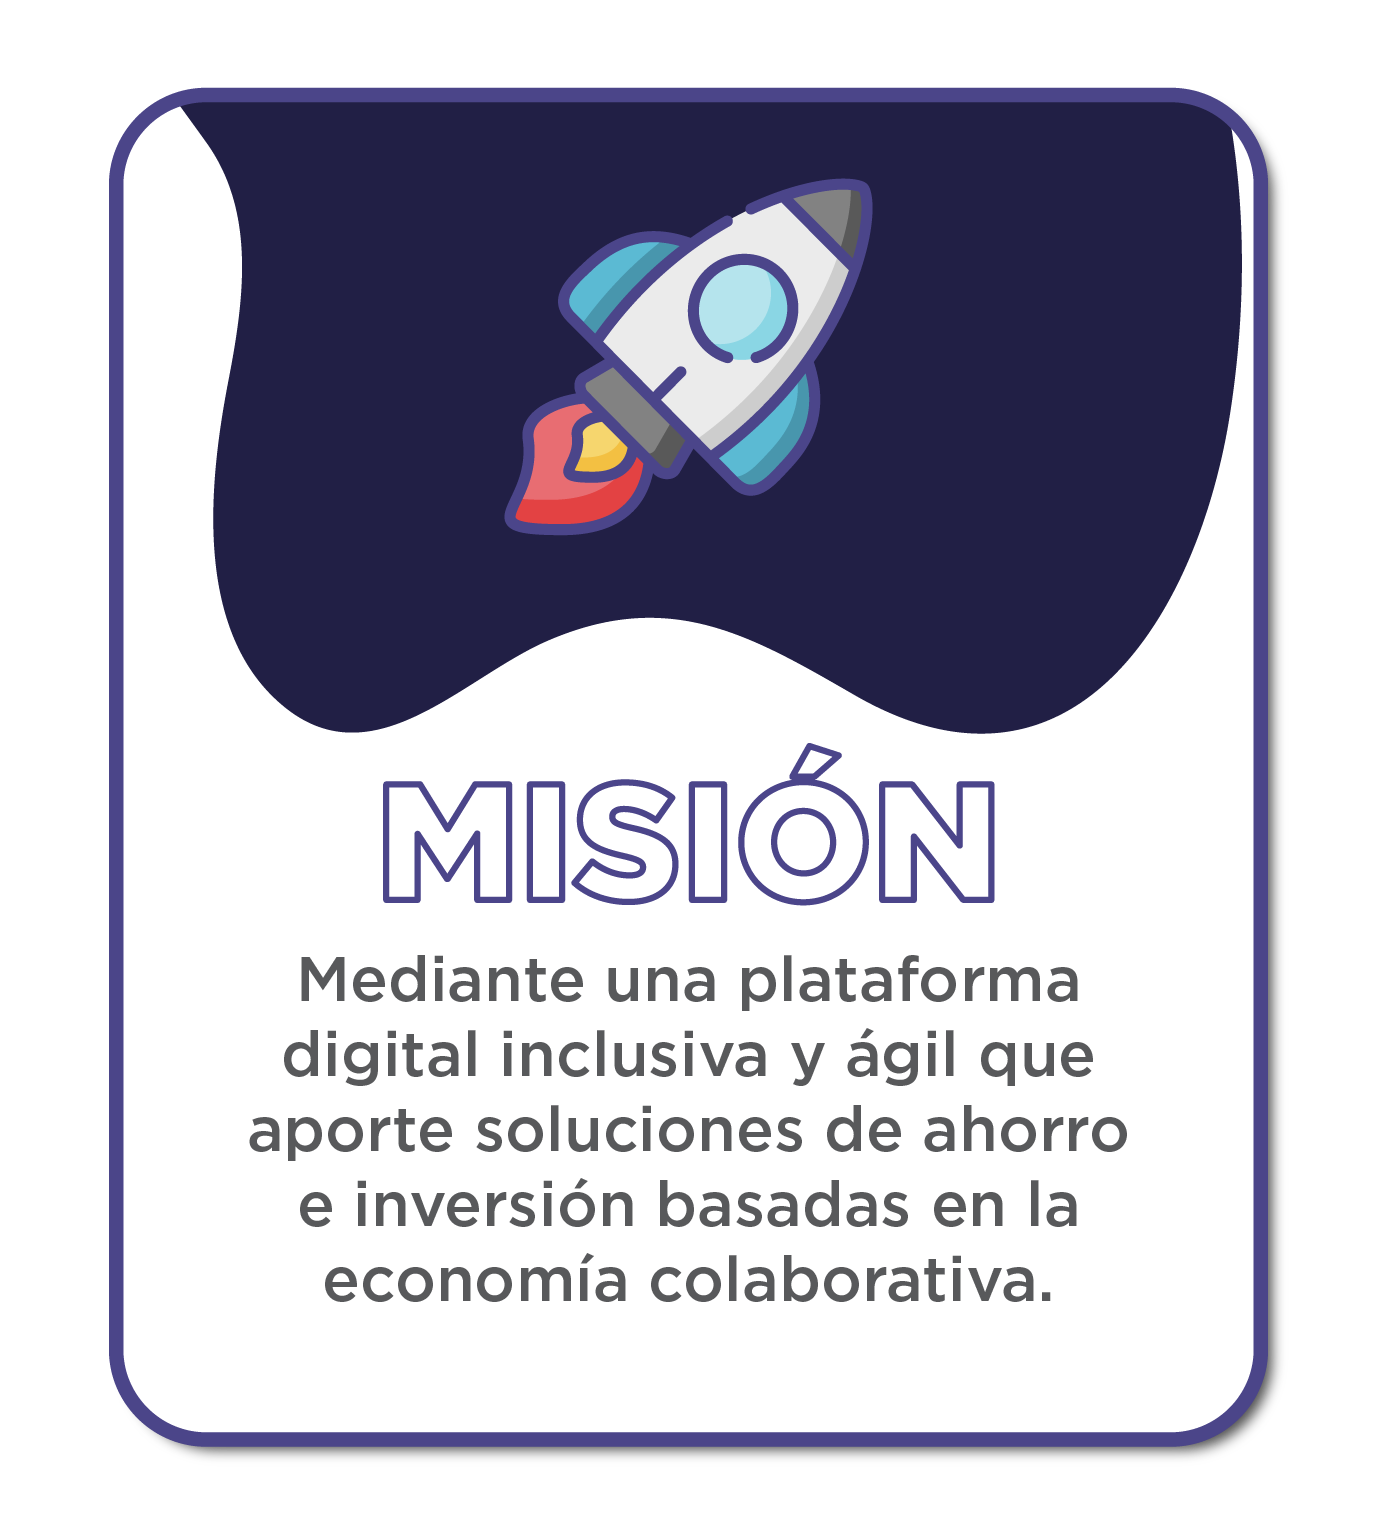 MISIÓN
Mediante una plataforma
digital inclusiva y ágil que
aporte soluciones de ahorro
e inversión basadas en la
economía colaborativa.